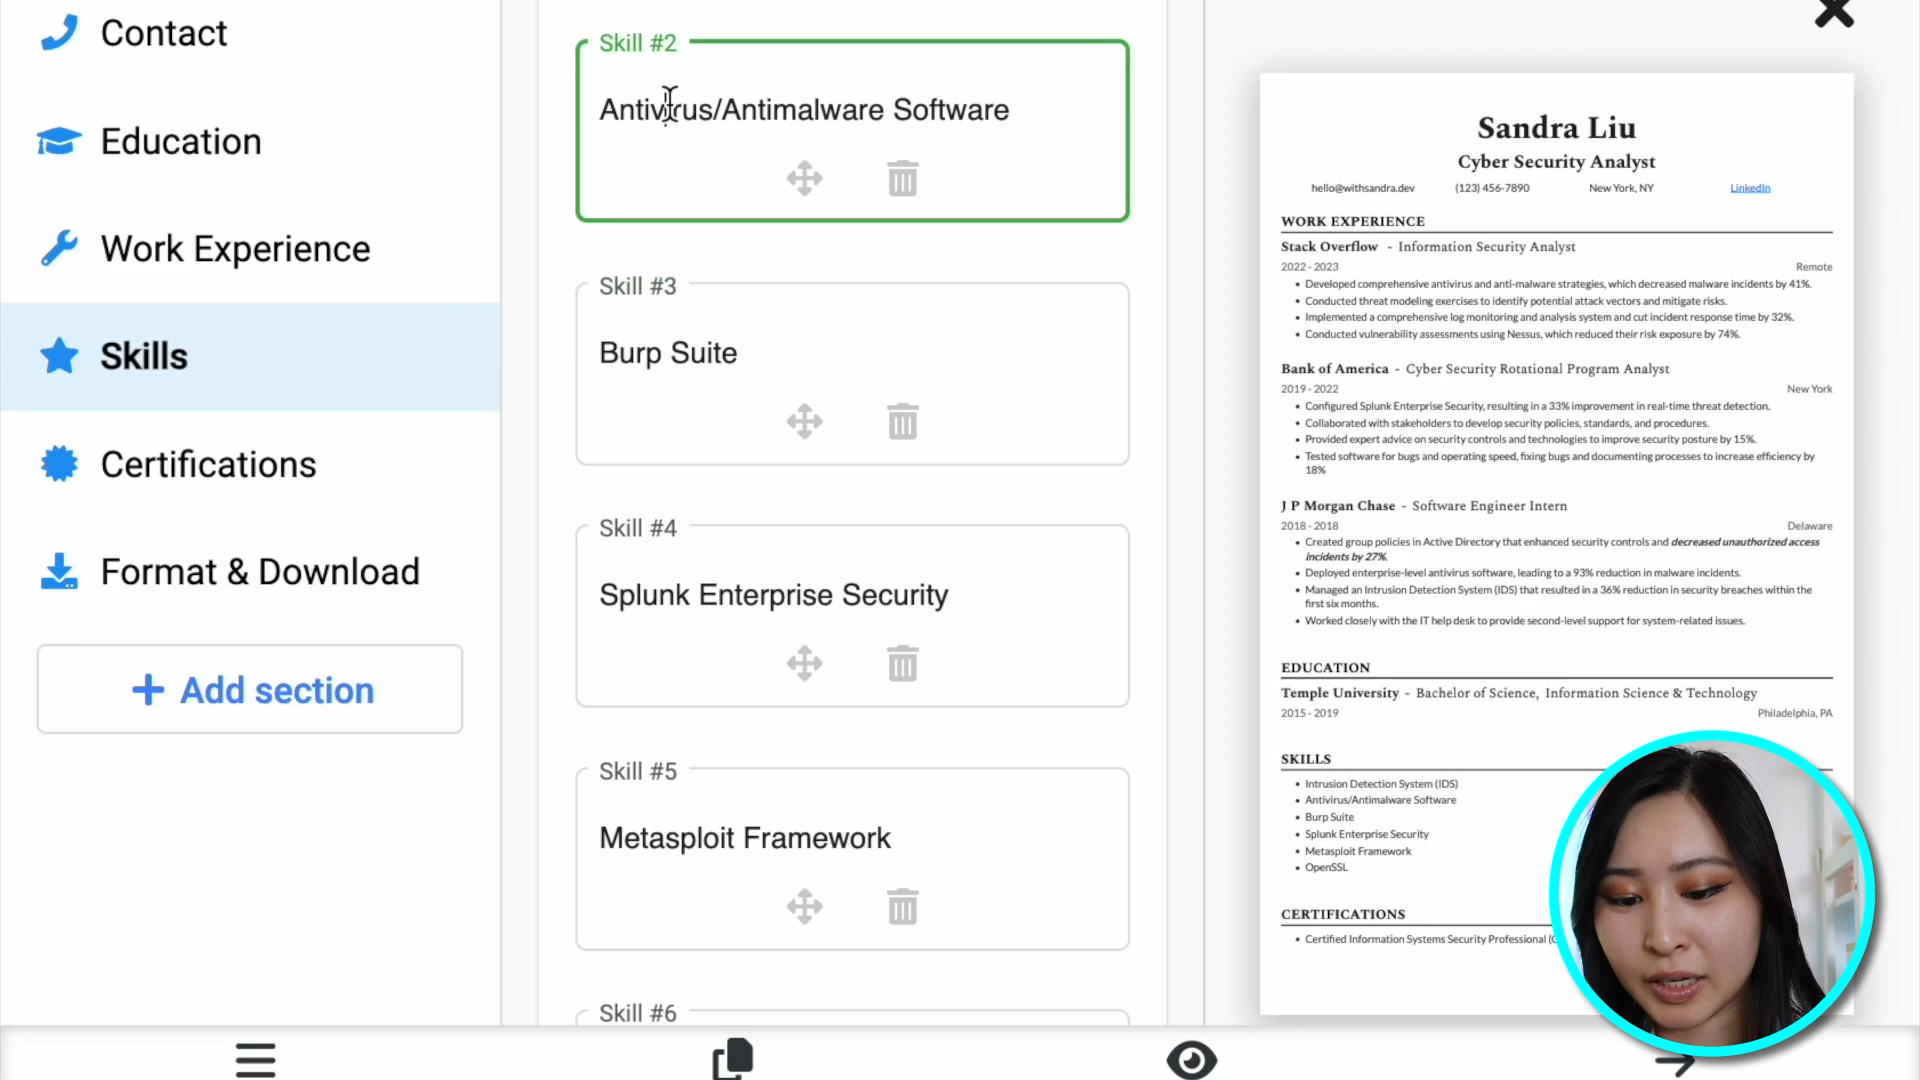 Contact
Education
Work Experience
Skills
Certifications
Format & Download
Add section
Skill #2
Antivirus/Antimalware Software
Skill #3
Burp Suite
Skill #4
Splunk Enterprise Security
Skill #5
Metasploit Framework
Skill #6
Sandra Liu
Cyber Security Analyst
hello@withsandra.dev (123) 456-7890 New York, NY LinkedIn
WORK EXPERIENCE
Stack Overflow - Information Security Analyst
2022 - 2023 Remote
• Developed comprehensive antivirus and anti-malware strategies, which decreased malware incidents by 41%.
• Conducted threat modeling exercises to identify potential attack vectors and mitigate risks.
• Implemented a comprehensive log monitoring and analysis system and cut incident response time by 32%.
• Conducted vulnerability assessments using Nessus, which reduced their risk exposure by 74%.
Bank of America - Cyber Security Rotational Program Analyst
2019 - 2022 New York
• Configured Splunk Enterprise Security, resulting in a 33% improvement in real-time threat detection.
• Collaborated with stakeholders to develop security policies, standards, and procedures.
• Provided expert advice on security controls and technologies to improve security posture by 15%.
• Tested software for bugs and operating speed, fixing bugs and documenting processes to increase efficiency by
18%
J P Morgan Chase - Software Engineer Intern
2018 - 2018 Delaware
• Created group policies in Active Directory that enhanced security controls and decreased unauthorized access
incidents by 27%.
• Deployed enterprise-level antivirus software, leading to a 93% reduction in malware incidents.
• Managed an Intrusion Detection System (IDS) that resulted in a 36% reduction in security breaches within the
first six months.
• Worked closely with the IT help desk to provide second-level support for system-related issues.
EDUCATION
Temple University - Bachelor of Science, Information Science & Technology
2015 - 2019 Philadelphia, PA
SKILLS
• Intrusion Detection System (IDS)
• Antivirus/Antimalware Software
• Burp Suite
• Splunk Enterprise Security
• Metasploit Framework
• OpenSSL
CERTIFICATIONS
• Certified Information Systems Security Professional